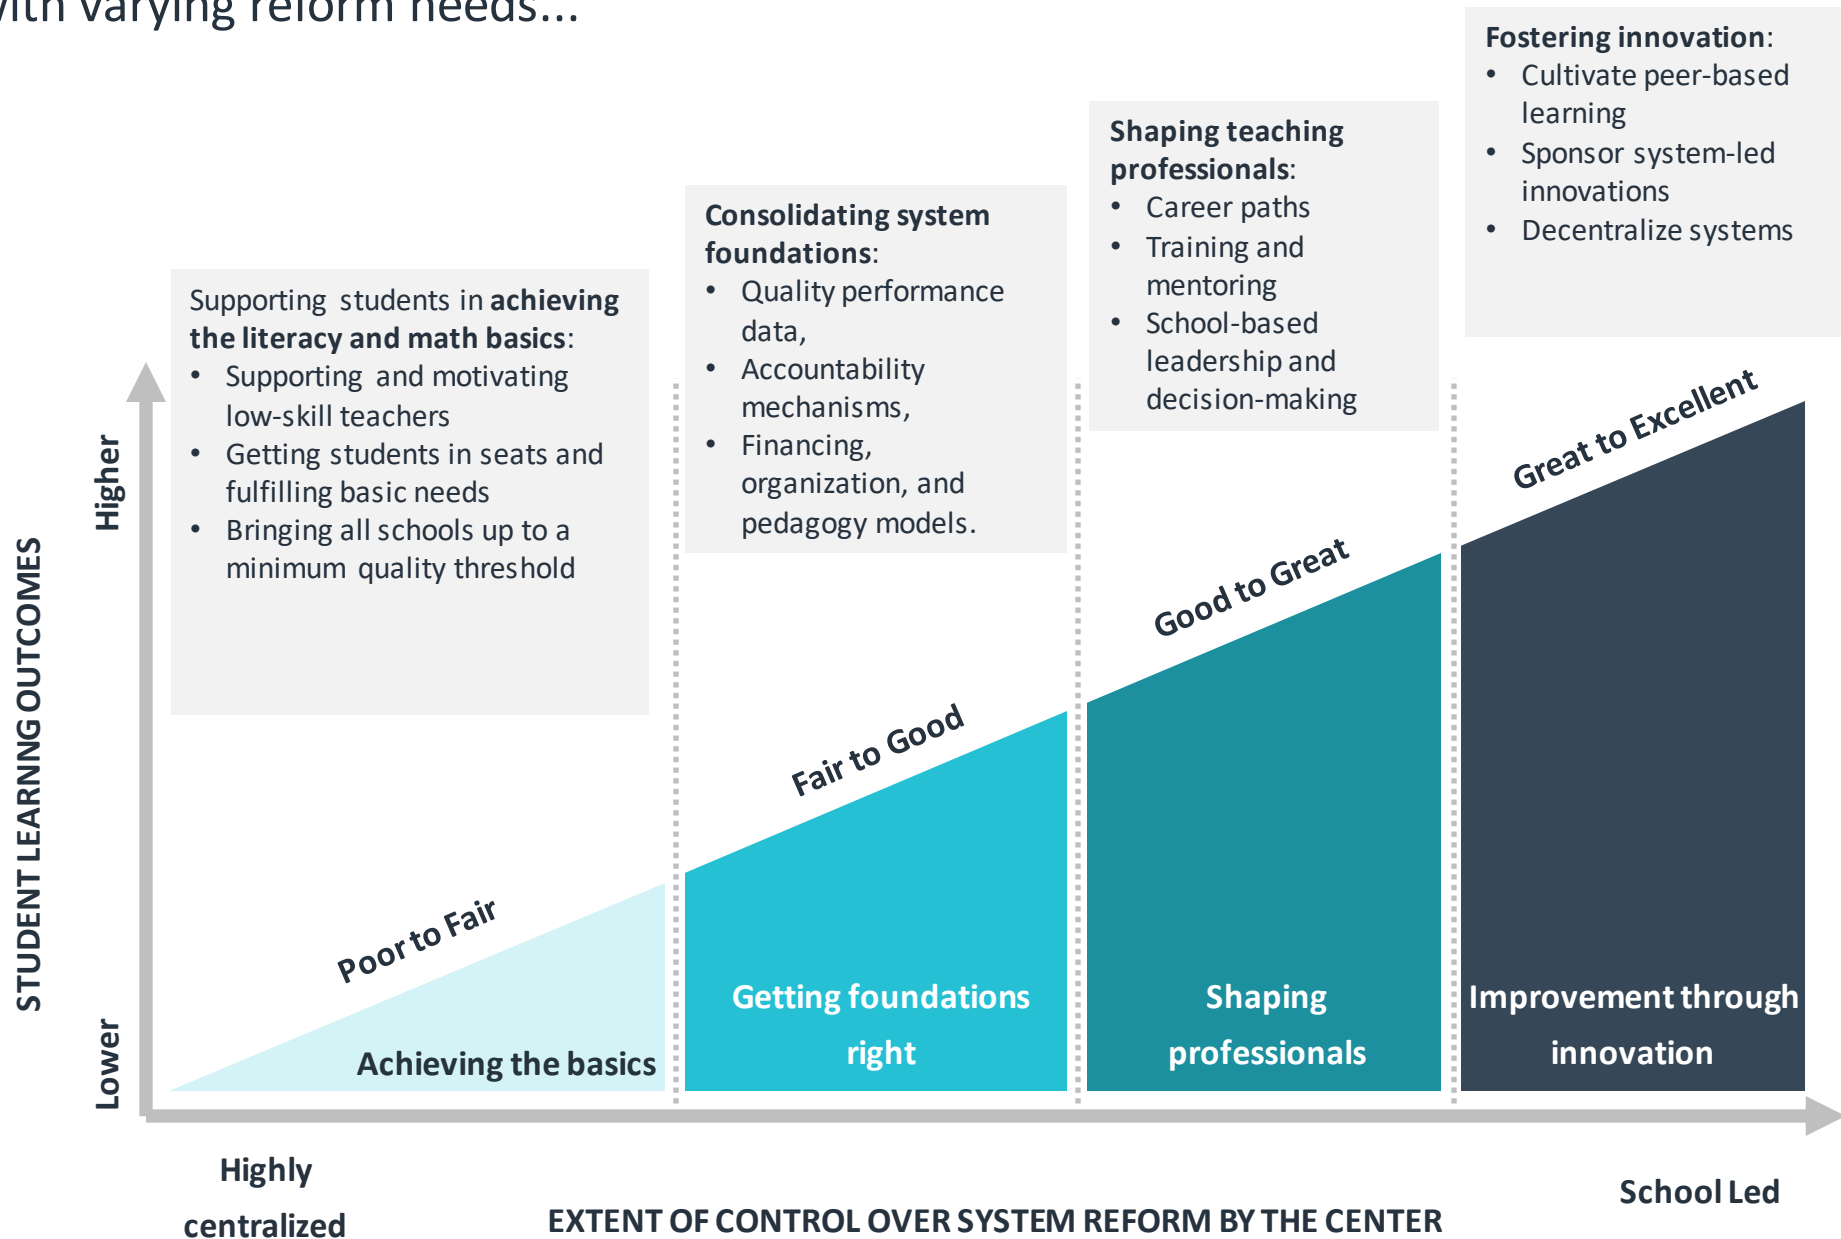 with varying reform needs...
Fostering innovation:
• Cultivate peer-based
learning
• Sponsor system-led
innovations
• Decentralize systems
Shaping teaching
professionals:
• Career paths
• Training and
mentoring
• School-based
leadership and
decision-making
Consolidating system
foundations:
• Quality performance
data,
• Accountability
mechanisms,
• Financing,
organization, and
pedagogy models.
Supporting students in achieving
the literacy and math basics:
• Supporting and motivating
low-skill teachers
• Getting students in seats and
fulfilling basic needs
• Bringing all schools up to a
minimum quality threshold
STUDENT LEARNNG OUTCOMES
Higher
Lower
Poor to Fair
Fair to Good
Good to Great
Great to Excellent
Achieving the basics
Getting foundations
right
Shaping
professionals
Improvement through
innovation
Highly
centralized
EXTENT OF CONTROL OVER SYSTEM REFORM BY THE CENTER
School Led